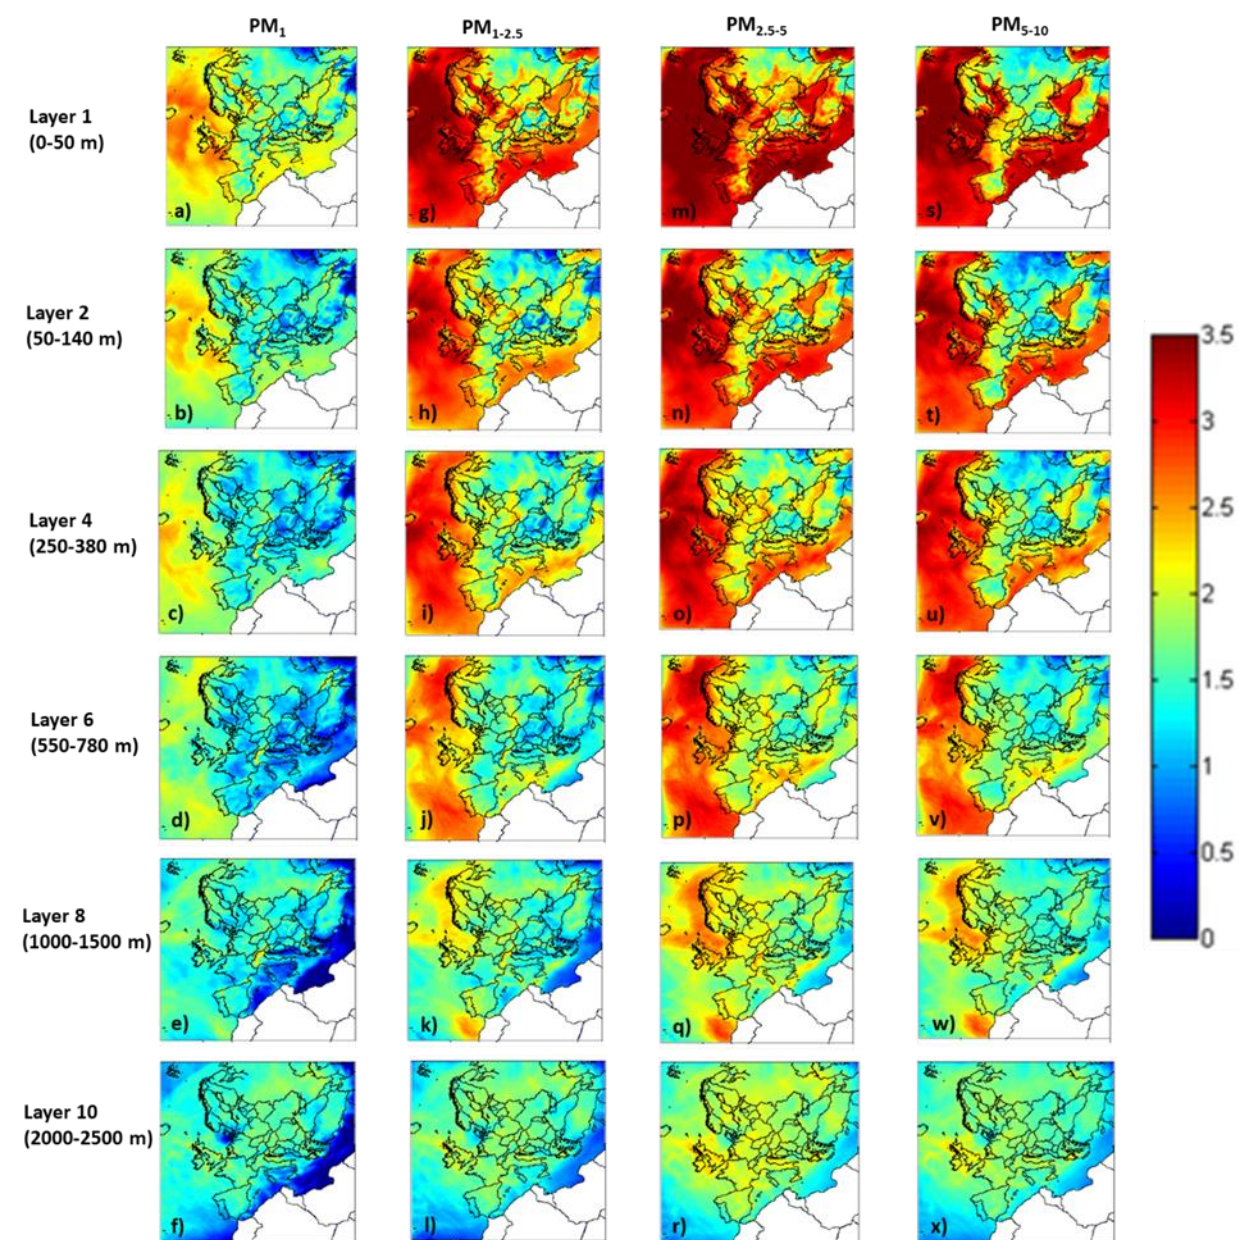 PM1 PM1-2.5 PM2.5-5 PM5-10
Layer 1
(0-50 m)
a) g) m) s)
Layer 2
(50-140 m)
b) h) n) t)
Layer 4
(250-380 m)
c) i) o) u)
Layer 6
(550-780 m)
d) j) p) v)
Layer 8
(1000-1500 m)
e) k) q) w)
Layer 10
(2000-2500 m)
f) l) r) x)
3.5
3
2.5
2
1.5
1
0.5
0